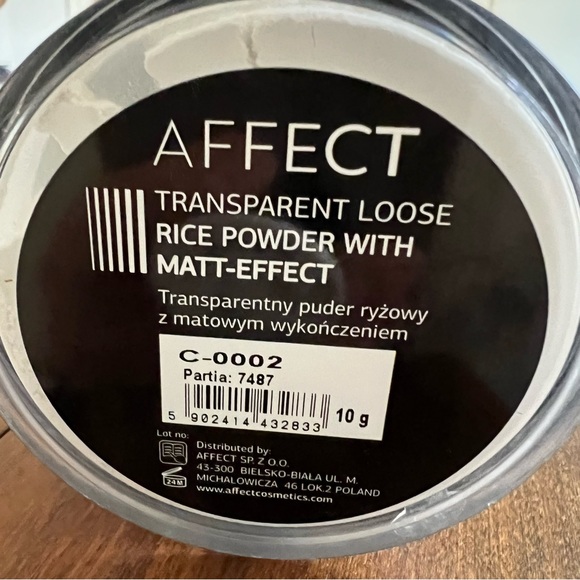 AFFECT
TRANSPARENT LOOSE
RICE POWDER WITH
MATT-EFFECT
Transparentny puder ryżowy
z matowym wykończeniem
C-0002
Partia: 7487
5 902414 432833
10 g
Lot no:
24M
Distributed by:
AFFECT SP. Z O.O.
43-300 BIELSKO-BIAŁA UL. M.
MICHAŁOWICZA 46 LOK.2 POLAND
www.affectcosmetics.com